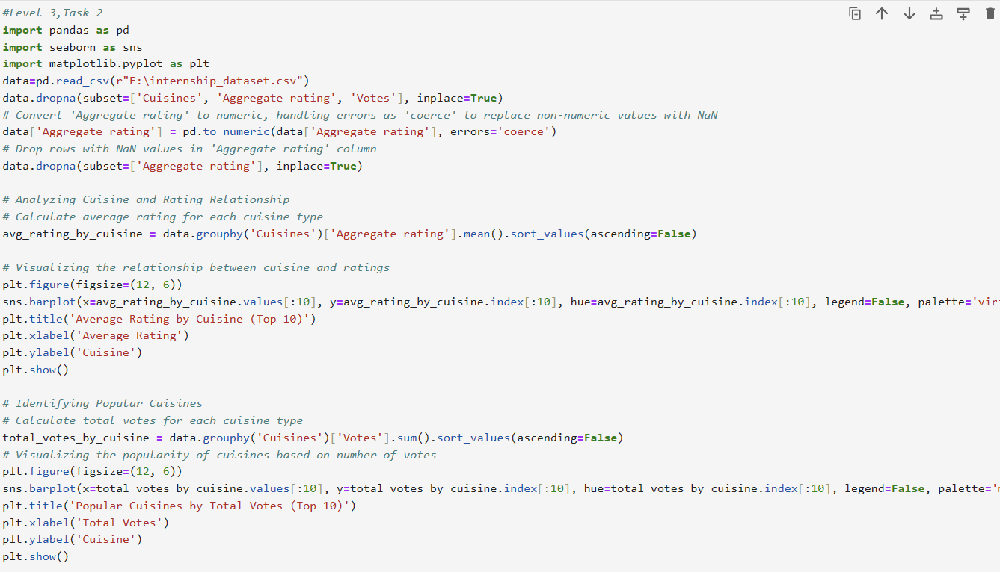 #Level-3,Task-2
import pandas as pd
import seaborn as sns
import matplotlib.pyplot as plt
data=pd.read_csv(r"E:\internship_dataset.csv")
data.dropna(subset=['Cuisines', 'Aggregate rating', 'Votes'], inplace=True)
# Convert 'Aggregate rating' to numeric, handling errors as 'coerce' to replace non-numeric values with NaN
data['Aggregate rating'] = pd.to_numeric(data['Aggregate rating'], errors='coerce')
# Drop rows with NaN values in 'Aggregate rating' column
data.dropna(subset=['Aggregate rating'], inplace=True)
# Analyzing Cuisine and Rating Relationship
# Calculate average rating for each cuisine type
avg_rating_by_cuisine = data.groupby('Cuisines')['Aggregate rating'].mean().sort_values(ascending=False)
# Visualizing the relationship between cuisine and ratings
plt.figure(figsize=(12, 6))
sns.barplot(x=avg_rating_by_cuisine.values[:10], y=avg_rating_by_cuisine.index[:10], hue=avg_rating_by_cuisine.index[:10], legend=False, palette=
plt.title('Average Rating by Cuisine (Top 10)')
plt.xlabel('Average Rating')
plt.ylabel('Cuisine')
plt.show()
# Identifying Popular Cuisines
# Calculate total votes for each cuisine type
total_votes_by_cuisine = data.groupby('Cuisines')['Votes'].sum().sort_values(ascending=False)
# Visualizing the popularity of cuisines based on number of votes
plt.figure(figsize=(12, 6))
sns.barplot(x=total_votes_by_cuisine.values[:10], y=total_votes_by_cuisine.index[:10], hue=total_votes_by_cuisine.index[:10], legend=False, palette=
plt.title('Popular Cuisines by Total Votes (Top 10)')
plt.xlabel('Total Votes')
plt.ylabel('Cuisine')
plt.show()